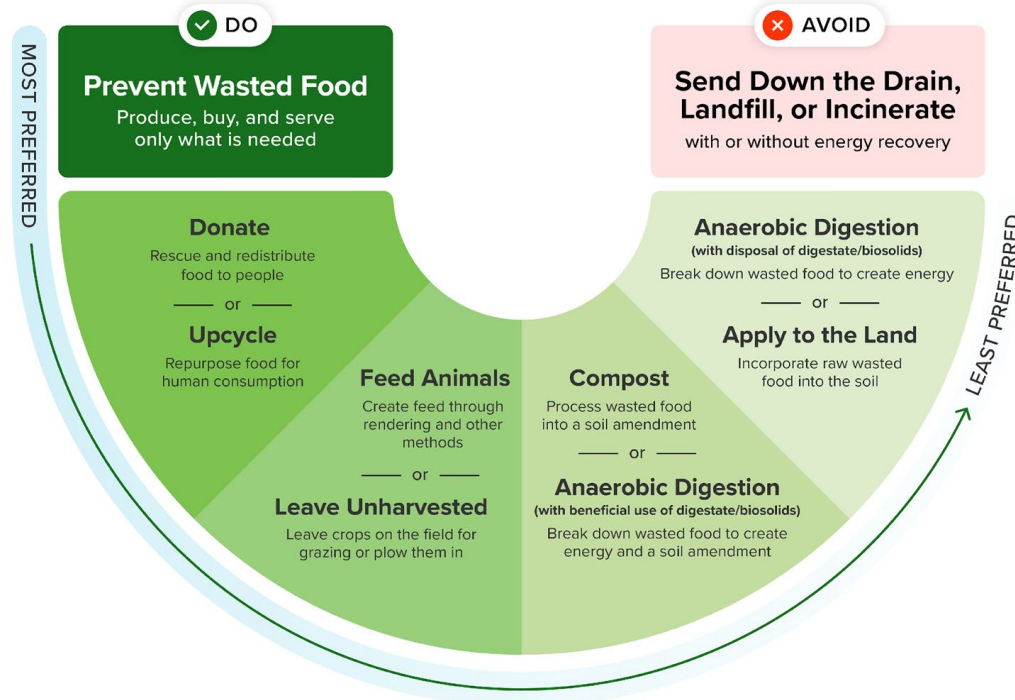 DO
AVOID
MOST PREFERRED
Prevent Wasted Food
Produce, buy, and serve
only what is needed
Send Down the Drain,
Landfill, or Incinerate
with or without energy recovery
Donate
Rescue and redistribute
food to people
or
Upcycle
Repurpose food for
human consumption
Feed Animals
Create feed through
rendering and other
methods
or
Leave Unharvested
Leave crops on the field for
grazing or plow them in
Compost
Process wasted food
into a soil amendment
or
Anaerobic Digestion
(with beneficial use of digestate/biosolids)
Break down wasted food to create
energy and a soil amendment
Anaerobic Digestion
(with disposal of digestate/biosolids)
Break down wasted food to create energy
or
Apply to the Land
Incorporate raw wasted
food into the soil
LEAST PREFERRED